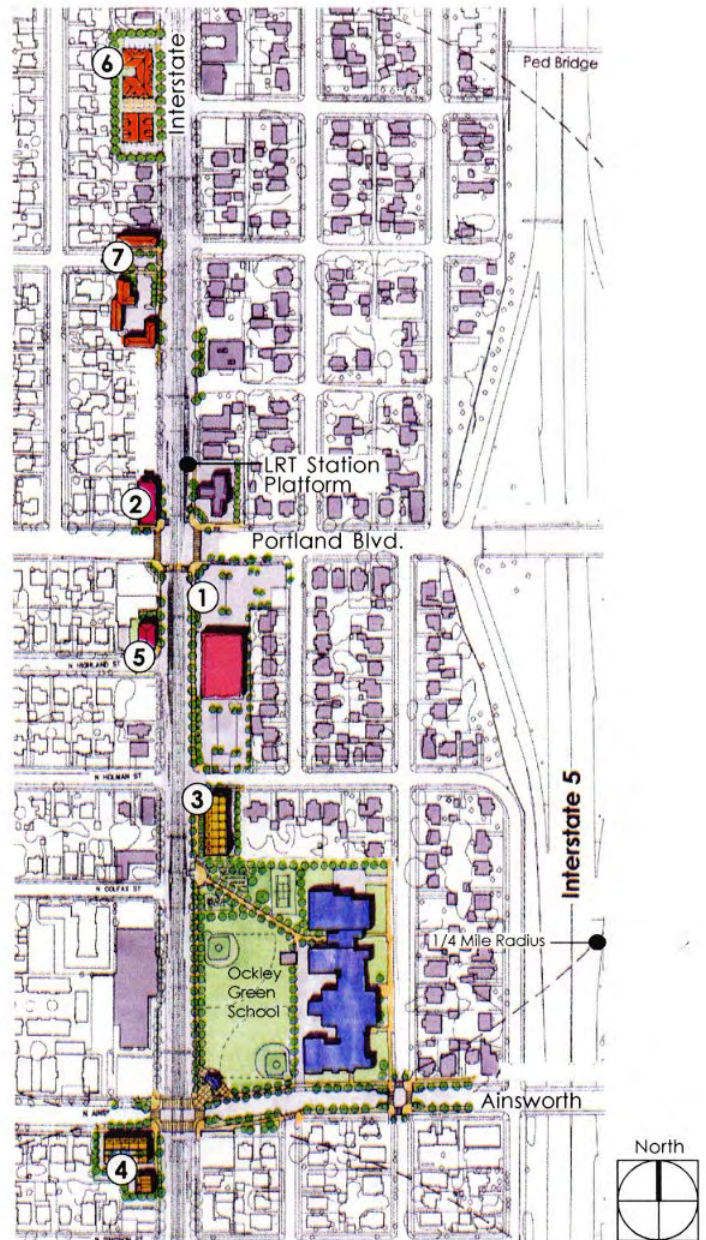 Ped Bridge
6
Interstate
7
LRT Station
Platform
2
Portland Blvd.
1
5
N HIGHLAND ST
N HOLMAN ST
3
Interstate 5
N COLFAX ST
1/4 Mile Radius
Ockley
Green
School
Ainsworth
4
North